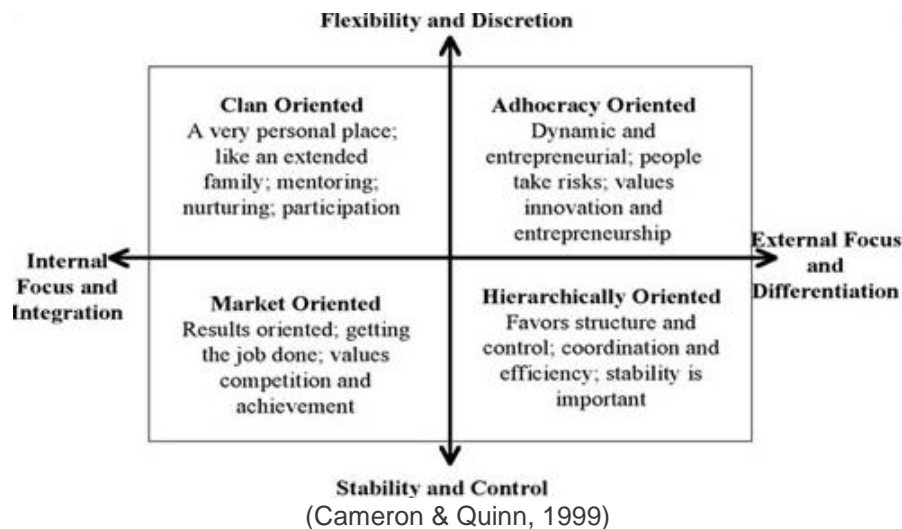 Flexibility and Discretion
Clan Oriented
A very personal place;
like an extended
family; mentoring;
nurturing; participation
Adhocracy Oriented
Dynamic and
entrepreneurial; people
take risks; values
innovation and
entrepreneurship
Internal
Focus and
Integration
External Focus
and
Differentiation
Market Oriented
Results oriented; getting
the job done; values
competition and
achievement
Hierarchically Oriented
Favors structure and
control; coordination and
efficiency; stability is
important
Stability and Control
(Cameron & Quinn, 1999)